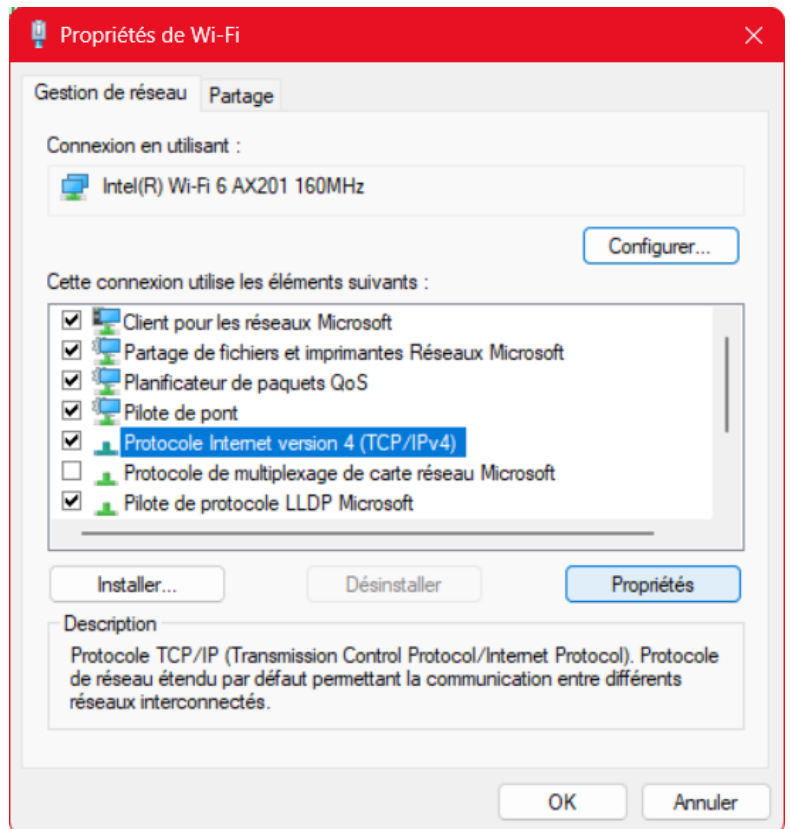 Propriétés de Wi-Fi
Gestion de réseau
Partage
Connexion en utilisant :
Intel(R) Wi-Fi 6 AX201 160MHz
Configurer...
Cette connexion utilise les éléments suivants :
Client pour les réseaux Microsoft
Partage de fichiers et imprimantes Réseaux Microsoft
Planificateur de paquets QoS
Pilote de pont
Protocole Internet version 4 (TCP/IPv4)
Protocole de multiplexage de carte réseau Microsoft
Pilote de protocole LLDP Microsoft
Installer...
Désinstaller
Propriétés
Description
Protocole TCP/IP (Transmission Control Protocol/Internet Protocol). Protocole
de réseau étendu par défaut permettant la communication entre différents
réseaux interconnectés.
OK
Annuler